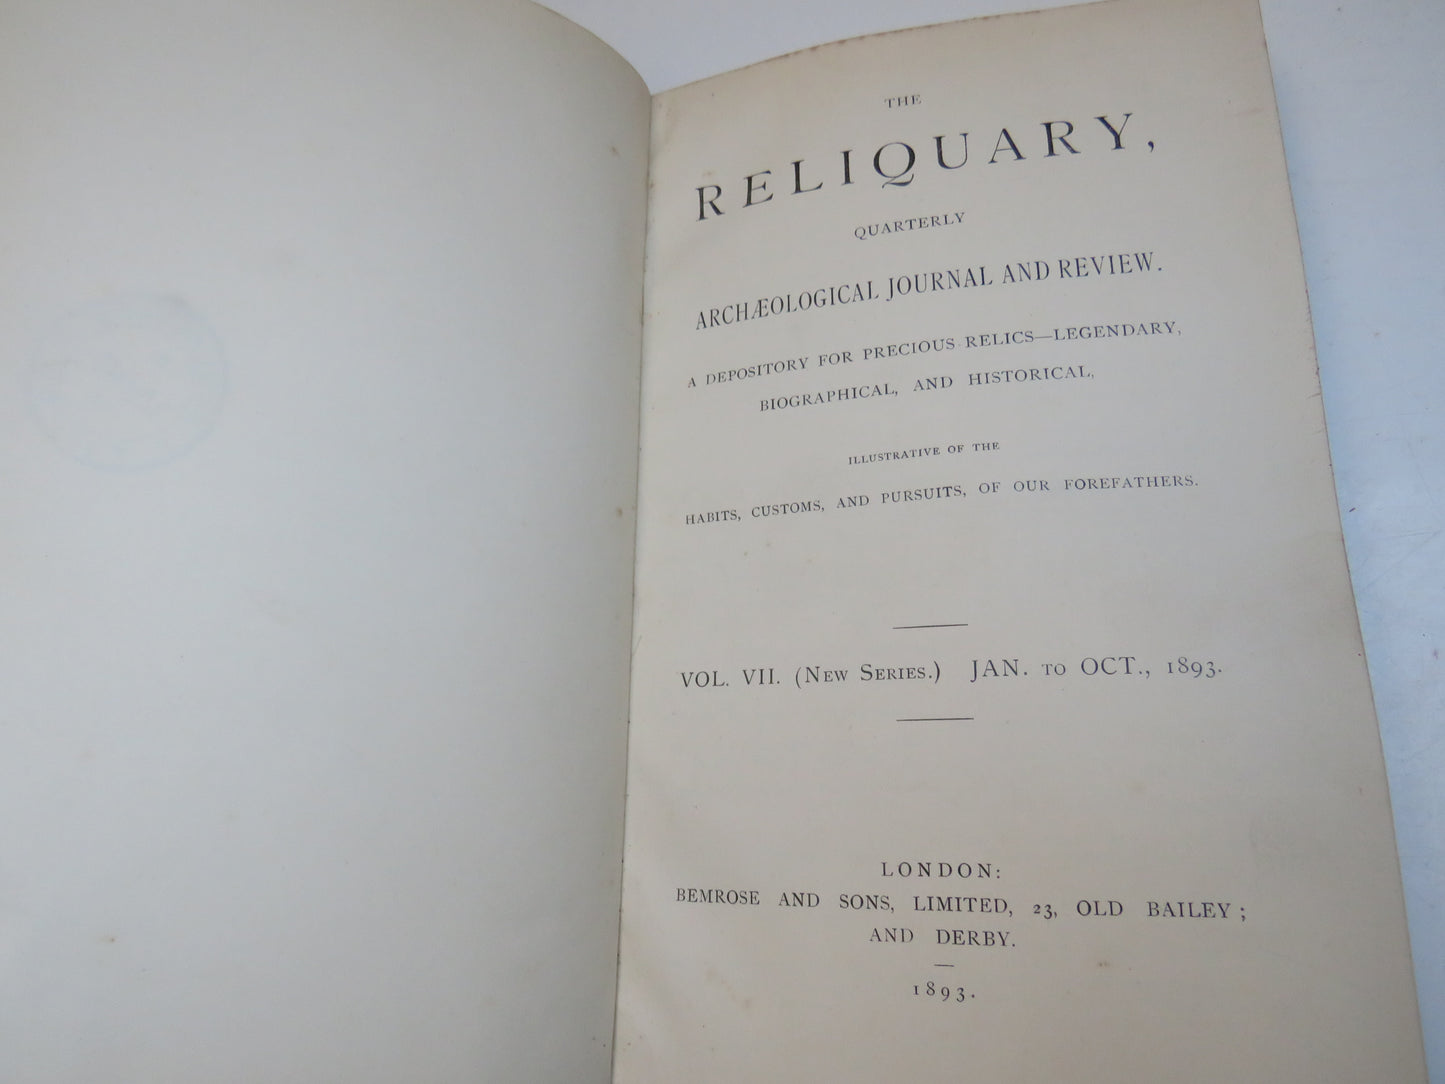 THE
RELIQUARY,
QUARTERLY
ARCHÆOLOGICAL JOURNAL AND REVIEW.
A DEPOSITORY FOR PRECIOUS RELICS—LEGENDARY,
BIOGRAPHICAL, AND HISTORICAL,
ILLUSTRATIVE OF THE
HABITS, CUSTOMS, AND PURSUITS, OF OUR FOREFATHERS.
VOL. VII. (NEW SERIES.) JAN. TO OCT., 1893.
LONDON:
BEMROSE AND SONS, LIMITED, 23, OLD BAILEY;
AND DERBY.
1893.